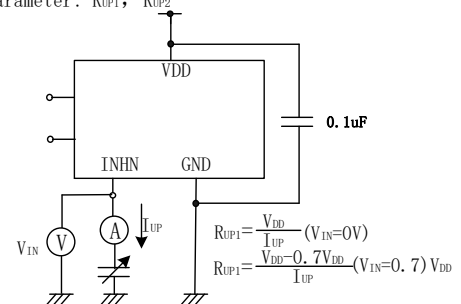 arameter: RUP1, RUP2
VDD
0.1uF
INHN GND
VIN V A IUP
RUP1= VDD / IUP (VIN=0V)
RUP1= VDD-0.7VDD / IUP (VIN=0.7)VDD